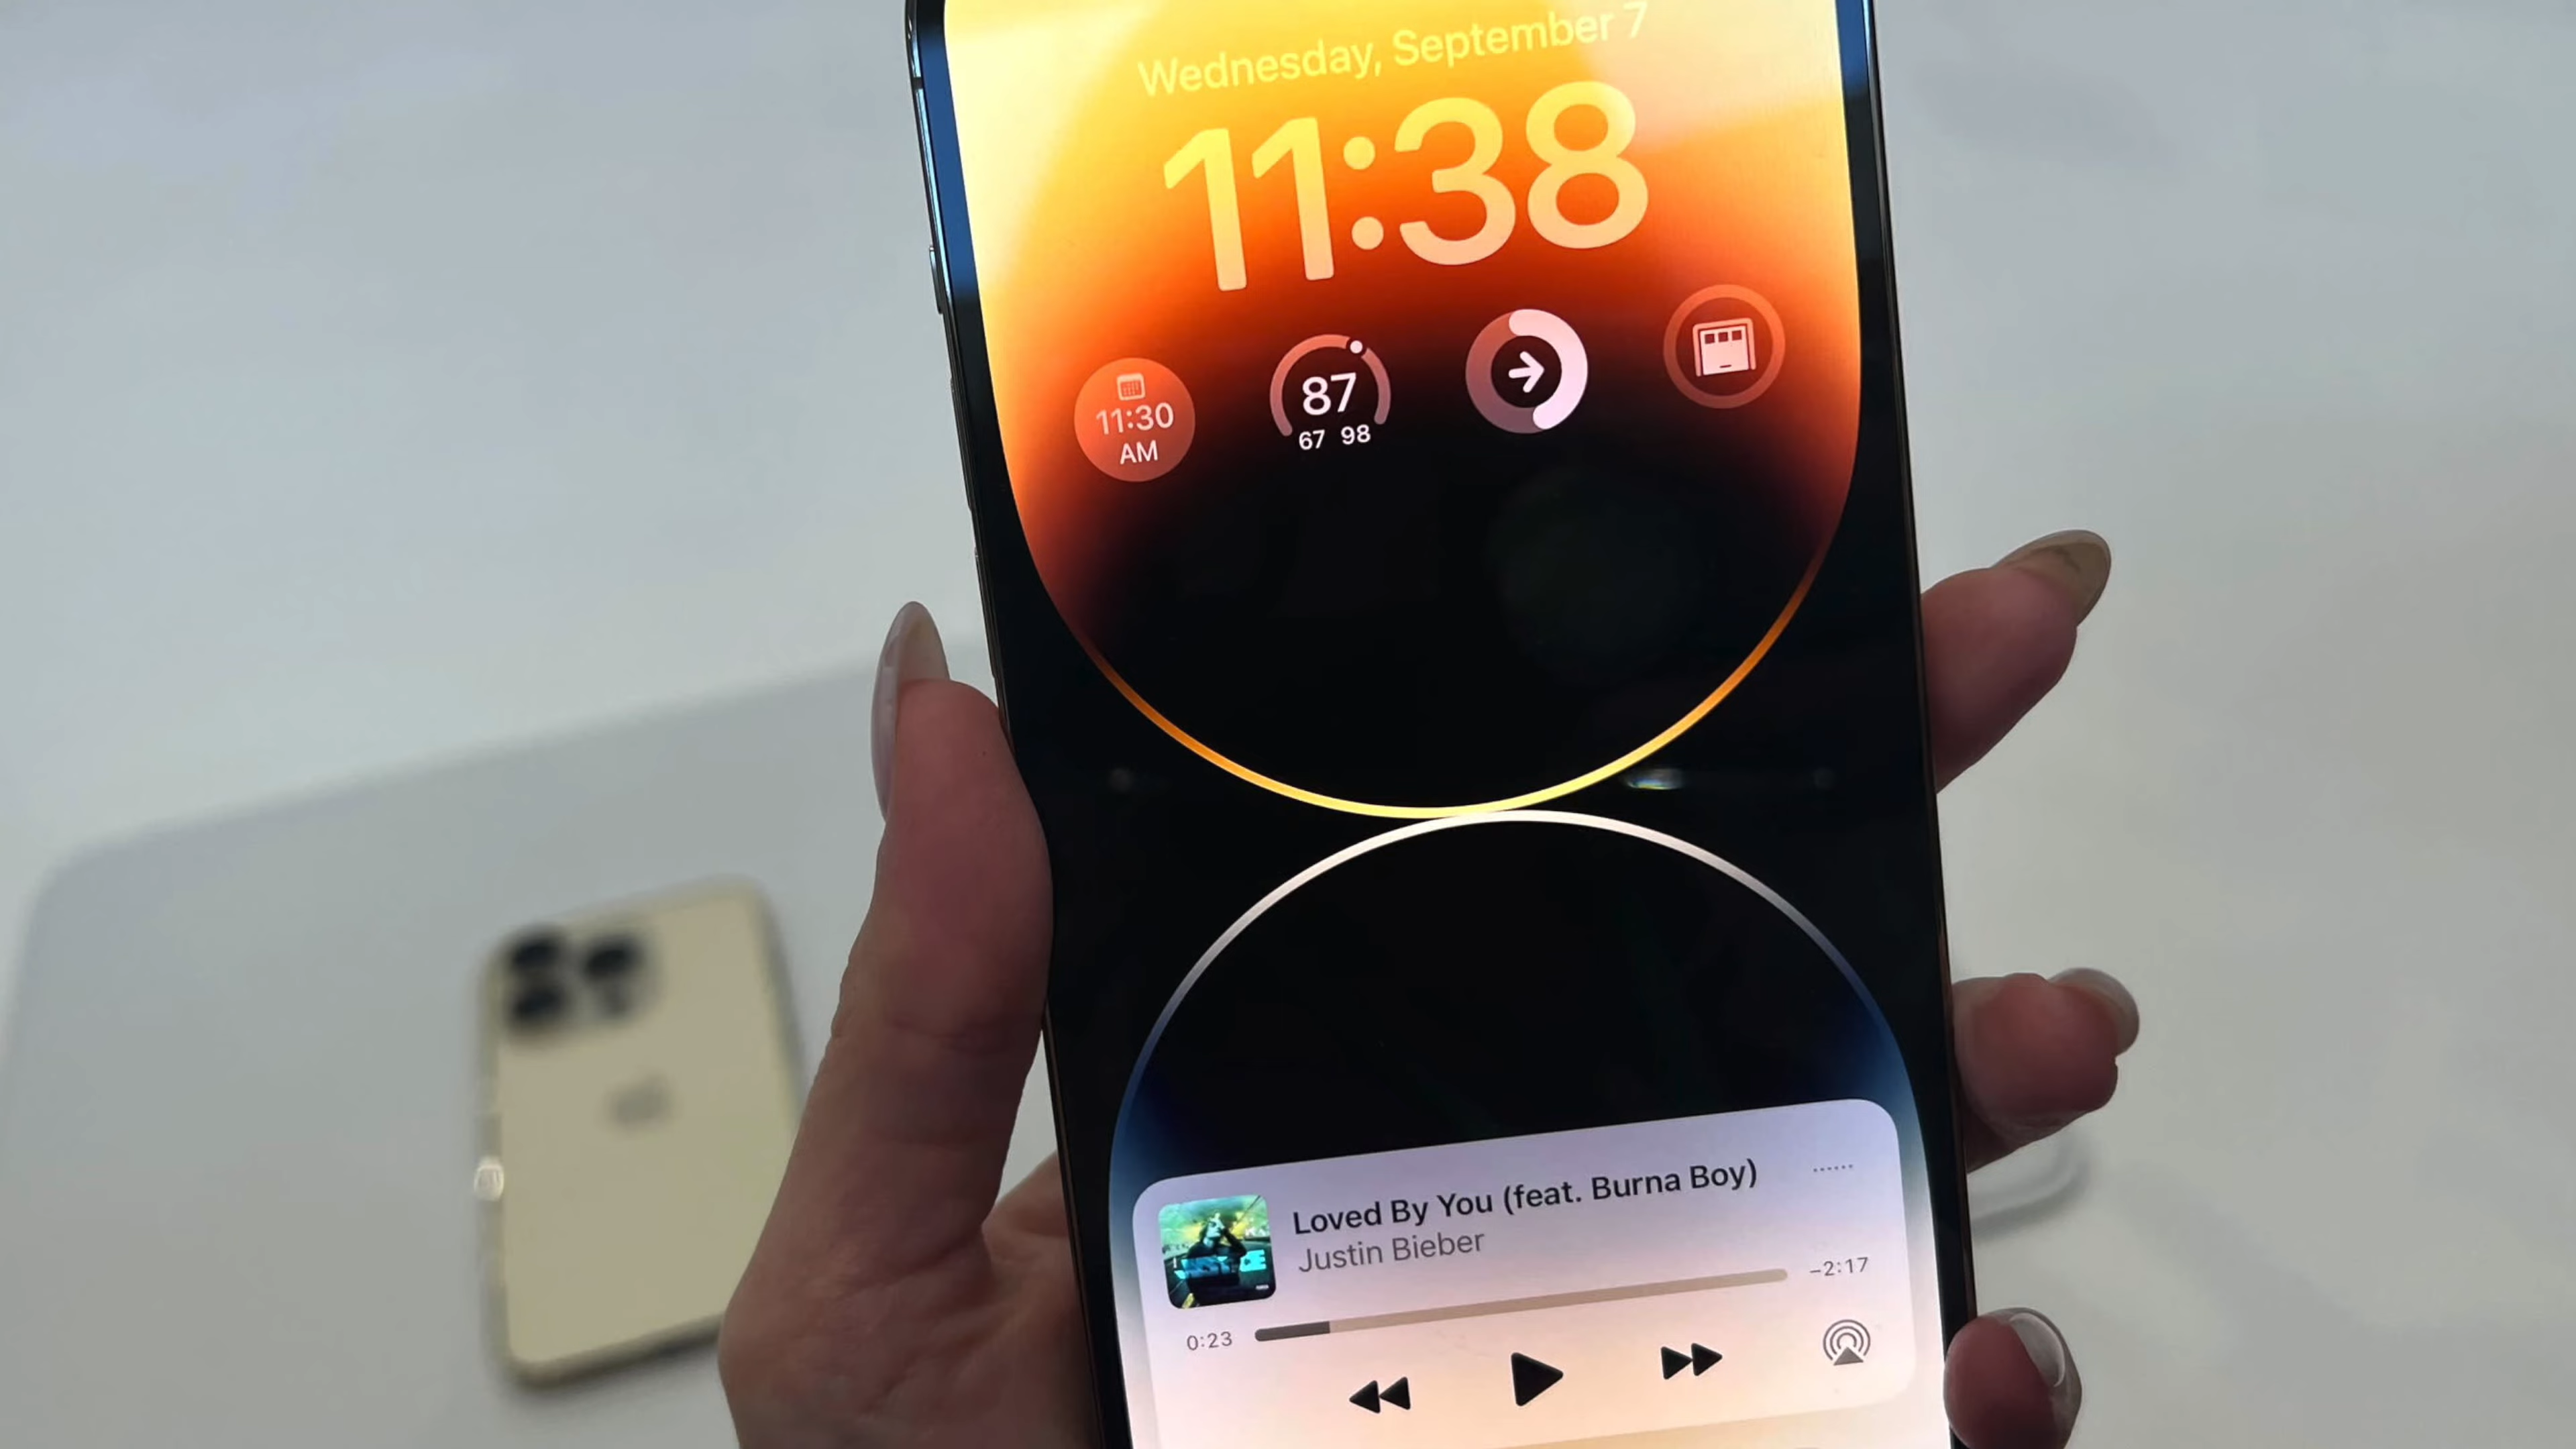 Wednesday, September 7
11:38
11:30
AM
87
67 98
Loved By You (feat. Burna Boy)
Justin Bieber
0:23
-2:17